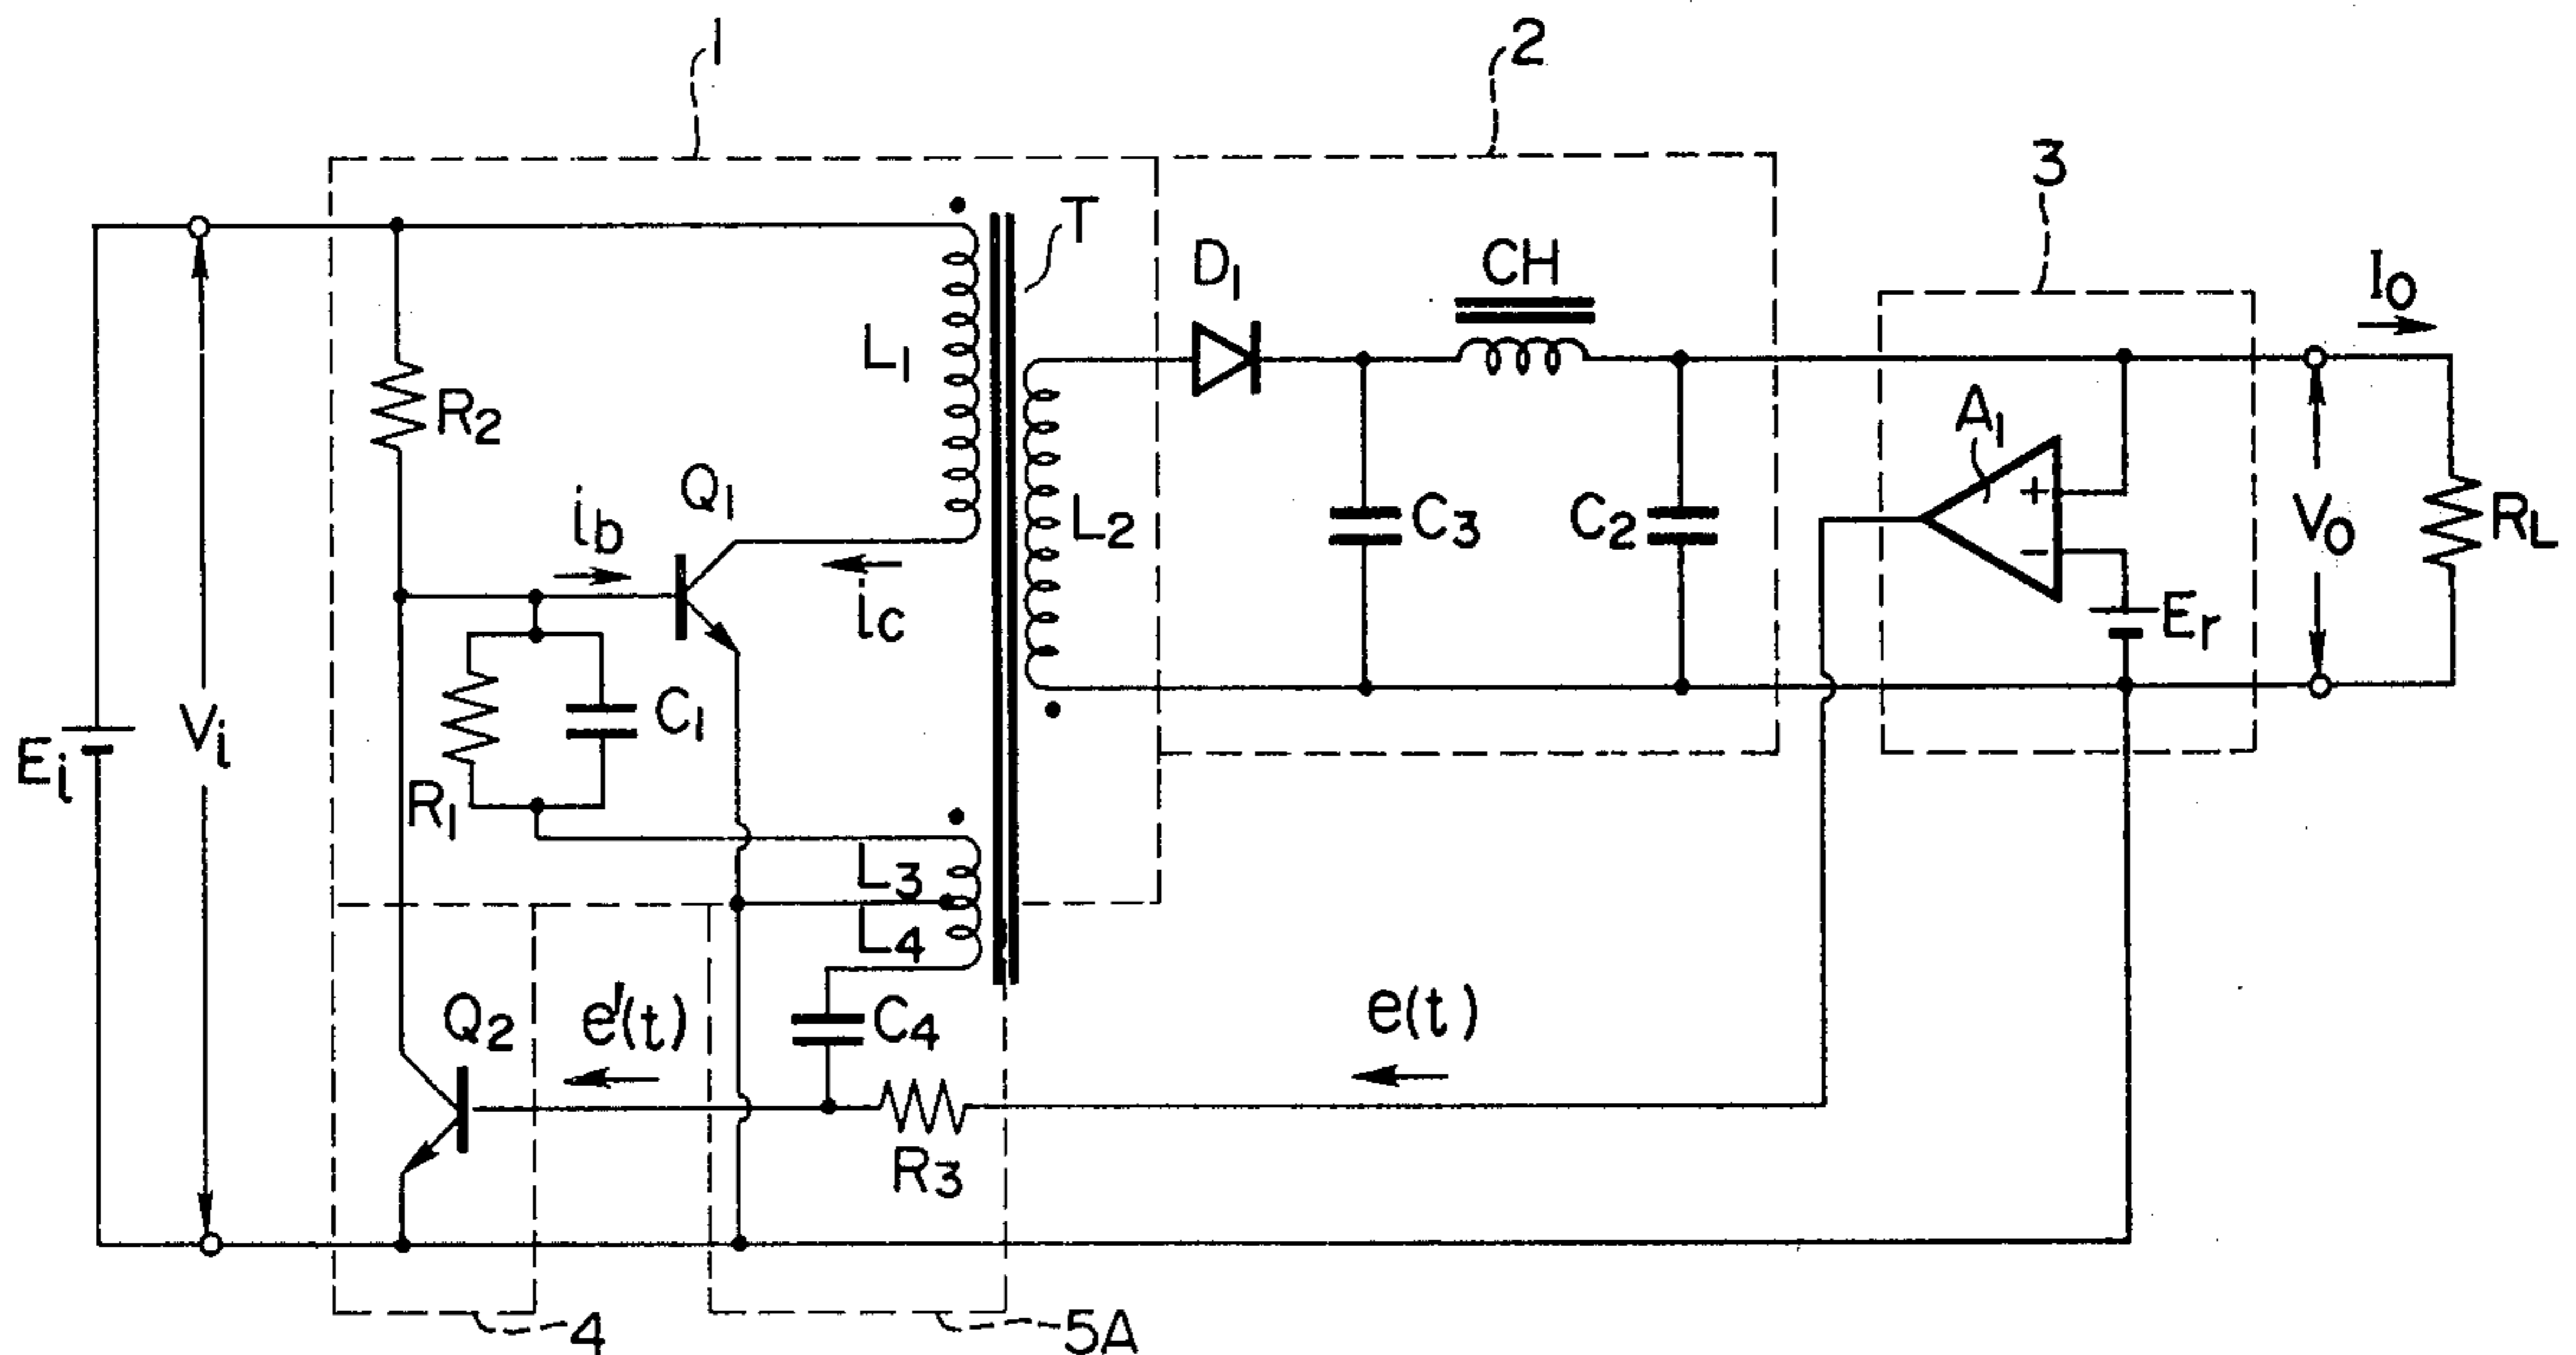 1
2
3
T
D1
CH
I0
L1
R2
A1
+
−
Q1
ib
ic
L2
C3
C2
V0
RL
Er
C1
R1
Vi
Ei
L3
L4
Q2
e'(t)
C4
e(t)
R3
4
5A